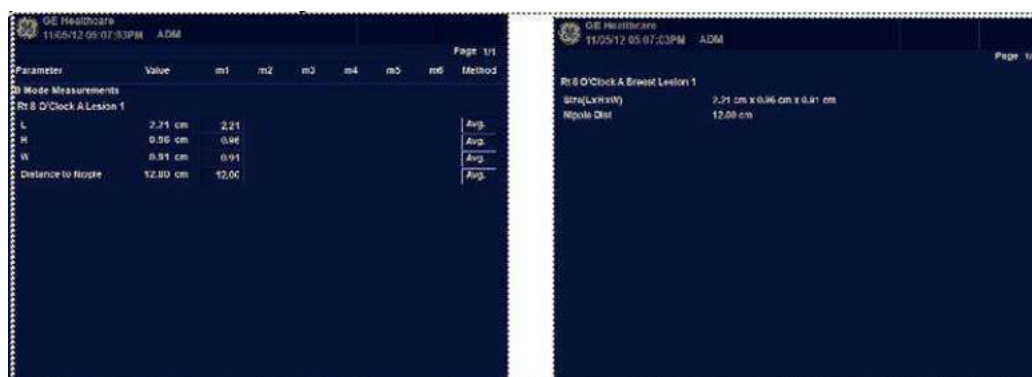 GE Healthcare
11/05/12 05:07:53PM ADM
Page 1/1
Parameter Value m1 m2 m3 m4 m5 m6 Method
B Mode Measurements
Rt 8 O'Clock A Lesion 1
L 2.21 cm 2.21 Avg.
H 0.96 cm 0.96 Avg.
W 0.91 cm 0.91 Avg.
Distance to Nipple 12.00 cm 12.00 Avg.
GE Healthcare
11/05/12 05:07:03PM ADM
Page 1/
Rt 8 O'Clock A Breast Lesion 1
Size(LxHxW) 2.21 cm x 0.96 cm x 0.91 cm
Nipple Dist 12.00 cm